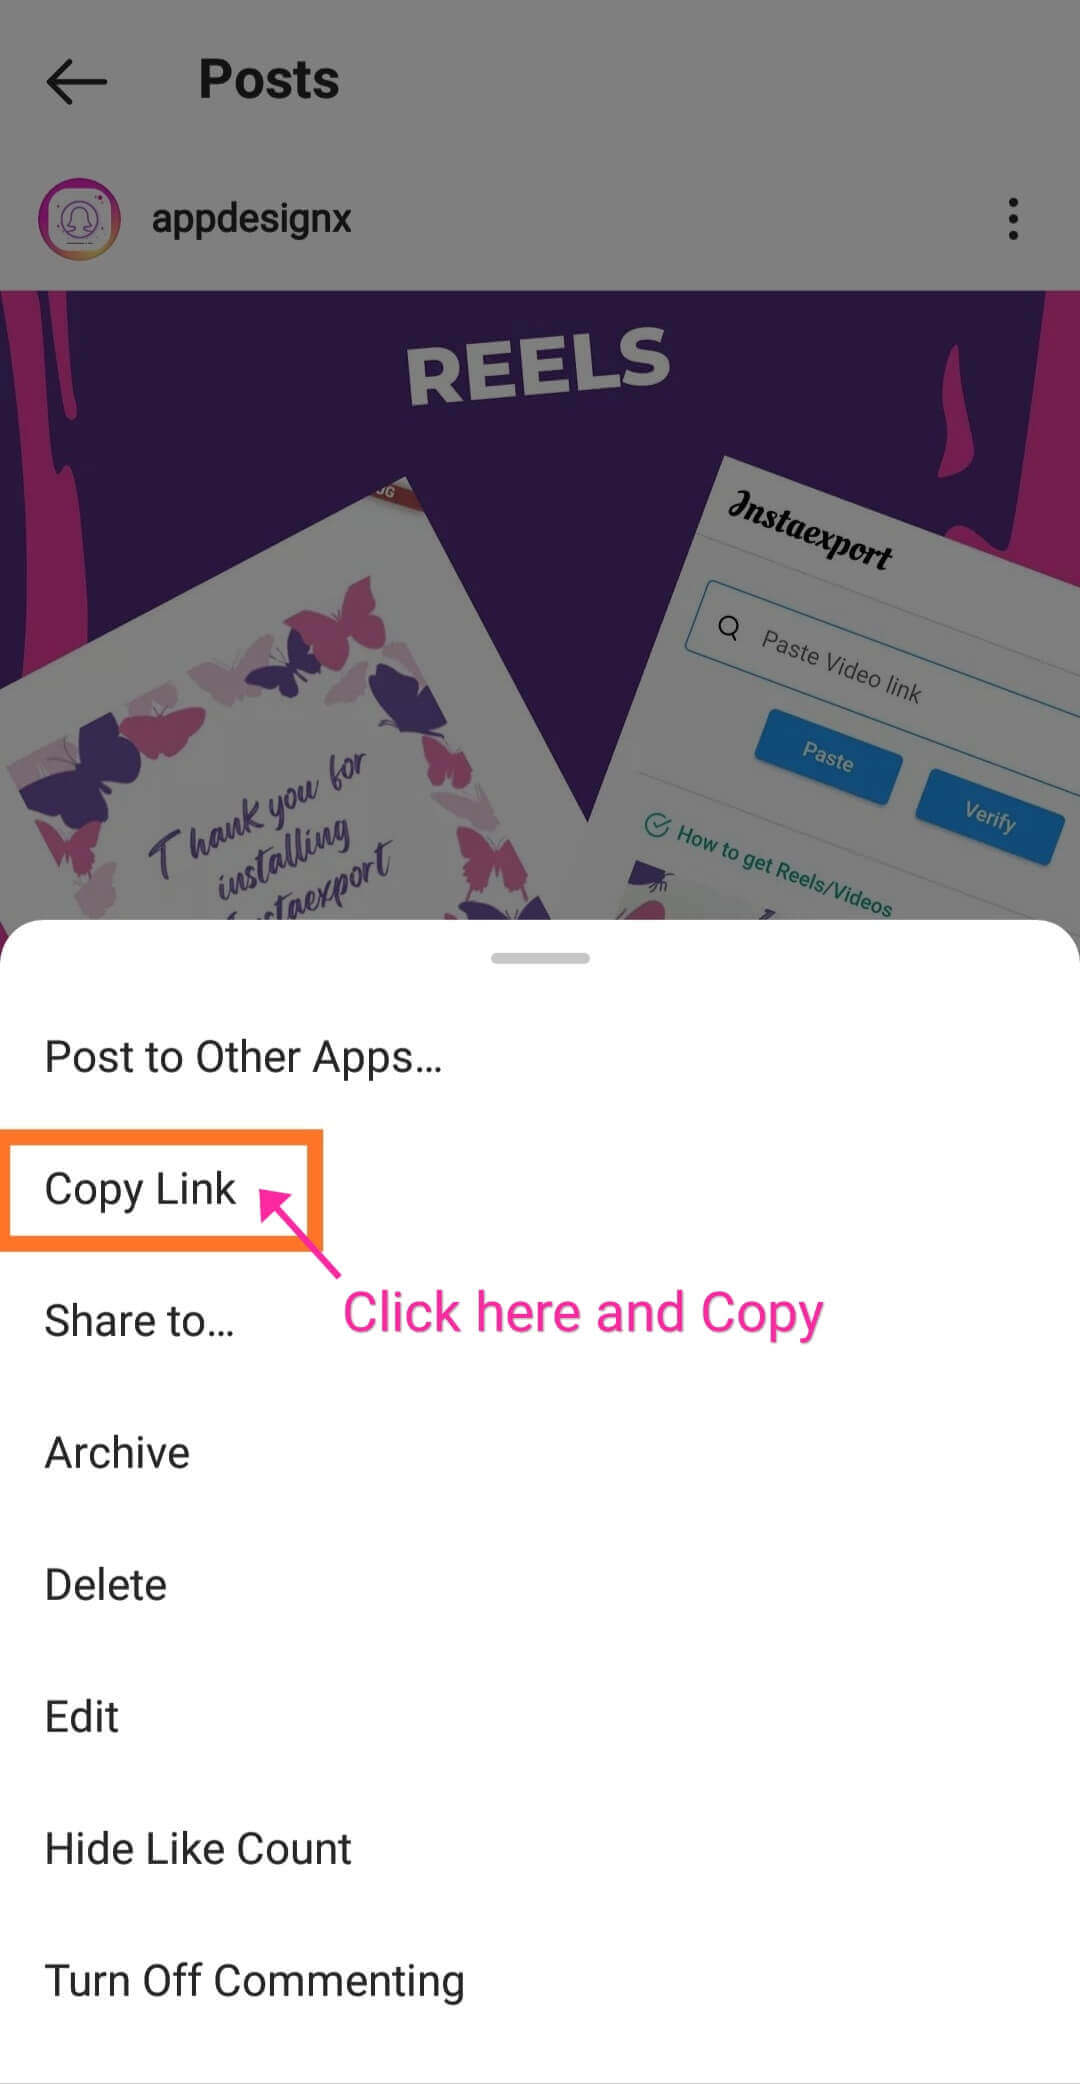 Posts
appdesignx
REELS
Instaexport
Paste Video link
Paste
Verify
How to get Reels/Videos
Thank you for
installing
Post to Other Apps...
Copy Link
Click here and Copy
Share to...
Archive
Delete
Edit
Hide Like Count
Turn Off Commenting